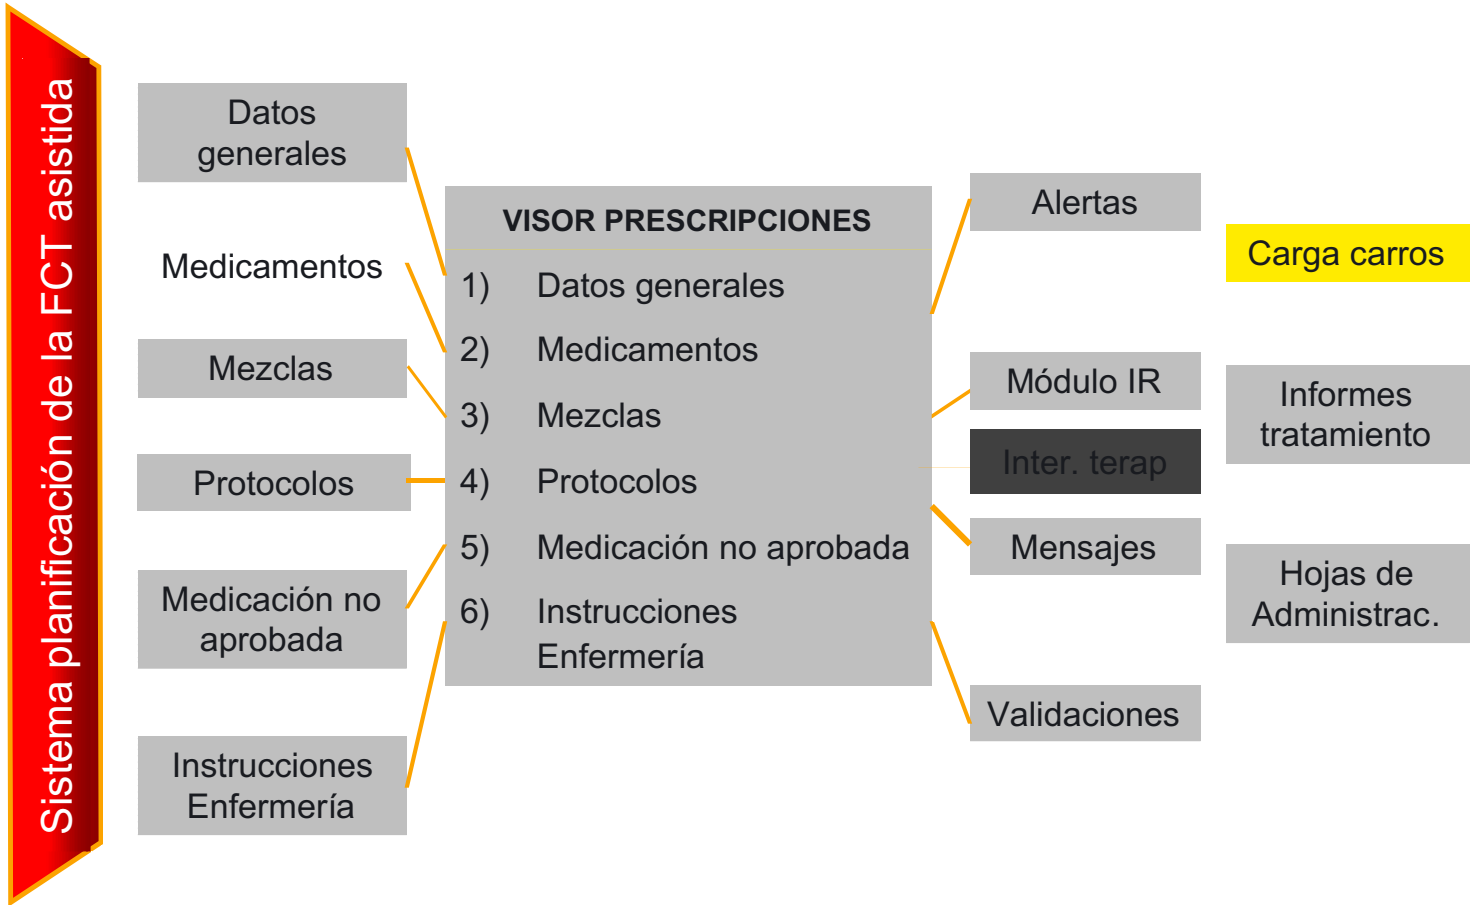 Sistema planificación de la FCT asistida
Datos
generales
Medicamentos
Mezclas
Protocolos
Medicación no
aprobada
Instrucciones
Enfermería
VISOR PRESCRIPCIONES
1) Datos generales
2) Medicamentos
3) Mezclas
4) Protocolos
5) Medicación no aprobada
6) Instrucciones
Enfermería
Alertas
Módulo IR
Inter. terap
Mensajes
Validaciones
Carga carros
Informes
tratamiento
Hojas de
Administrac.